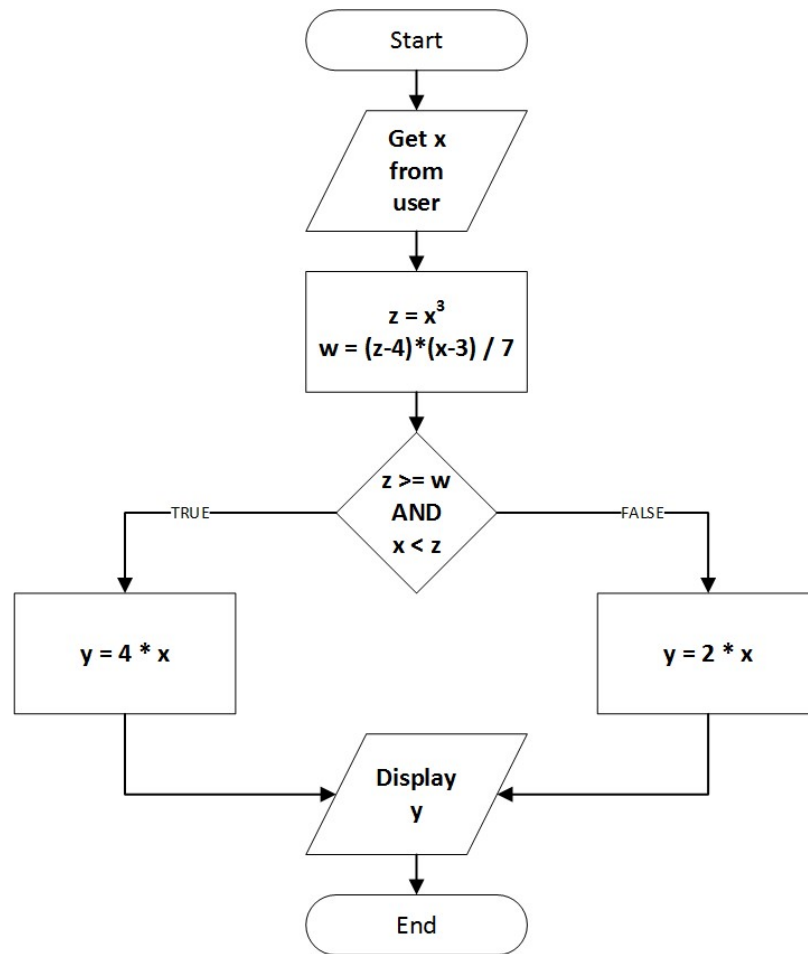 Start
Get x
from
user
z = x³
w = (z-4)*(x-3) / 7
z >= w
AND
x < z
TRUE
FALSE
y = 4 * x
y = 2 * x
Display
y
End